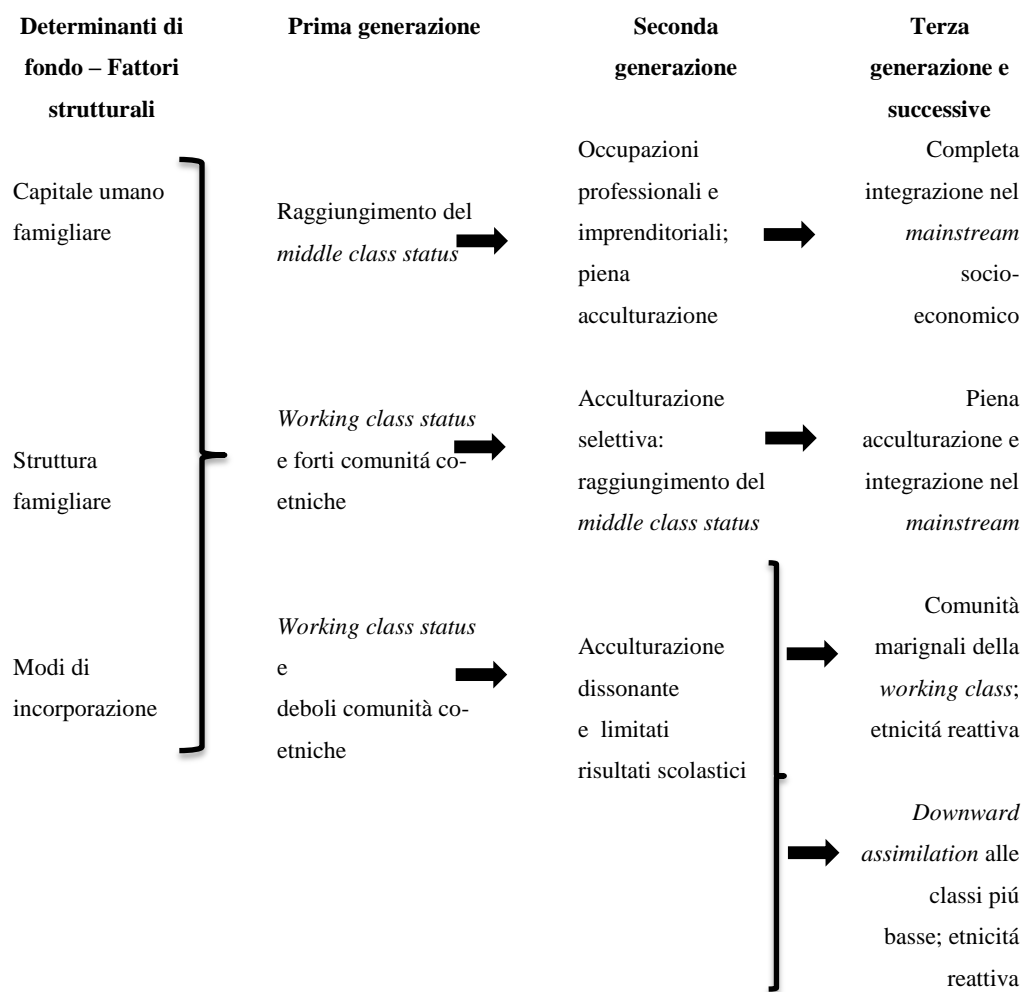 Determinanti di
fondo – Fattori
strutturali
Prima generazione
Seconda
generazione
Terza
generazione e
successive
Capitale umano
famigliare
Struttura
famigliare
Modi di
incorporazione
Raggiungimento del
middle class status
Occupazioni
professionali e
imprenditoriali;
piena
acculturazione
Completa
integrazione nel
mainstream
socio-
economico
Working class status
e forti comunitá co-
etniche
Acculturazione
selettiva:
raggiungimento del
middle class status
Piena
acculturazione e
integrazione nel
mainstream
Working class status
e
deboli comunità co-
etniche
Acculturazione
dissonante
e limitati
risultati scolastici
Comunità
marignali della
working class;
etnicitá reattiva
Downward
assimilation alle
classi piú
basse; etnicitá
reattiva